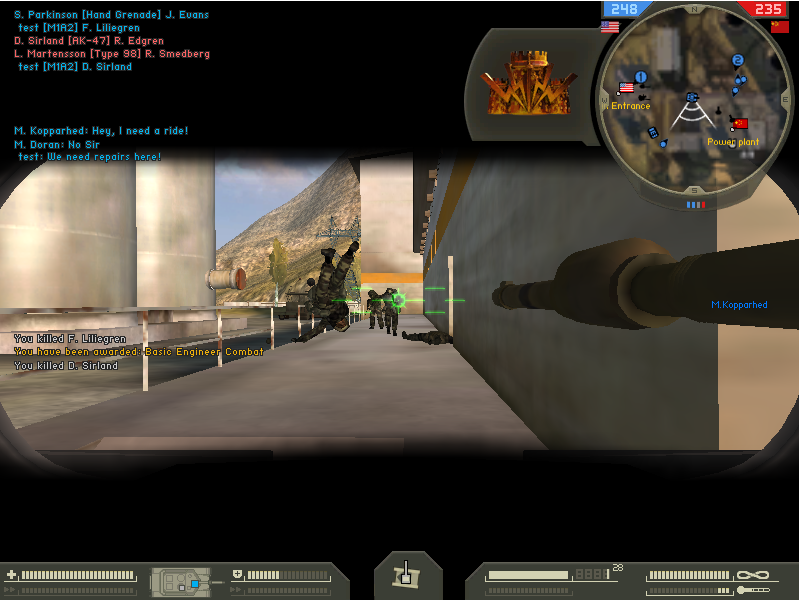 S. Parkinson [Hand Grenade] J. Evans
test [M1A2] F. Liliegren
D. Sirland [AK-47] R. Edgren
L. Martensson [Type 98] R. Smedberg
test [M1A2] D. Sirland
M. Kopparhed: Hey, I need a ride!
M. Doran: No Sir
test: We need repairs here!
248
235
N
1
2
W
E
Entrance
Power plant
S
M.Kopparhed
You killed F. Liliegren
You have been awarded: Basic Engineer Combat
You killed D. Sirland
28